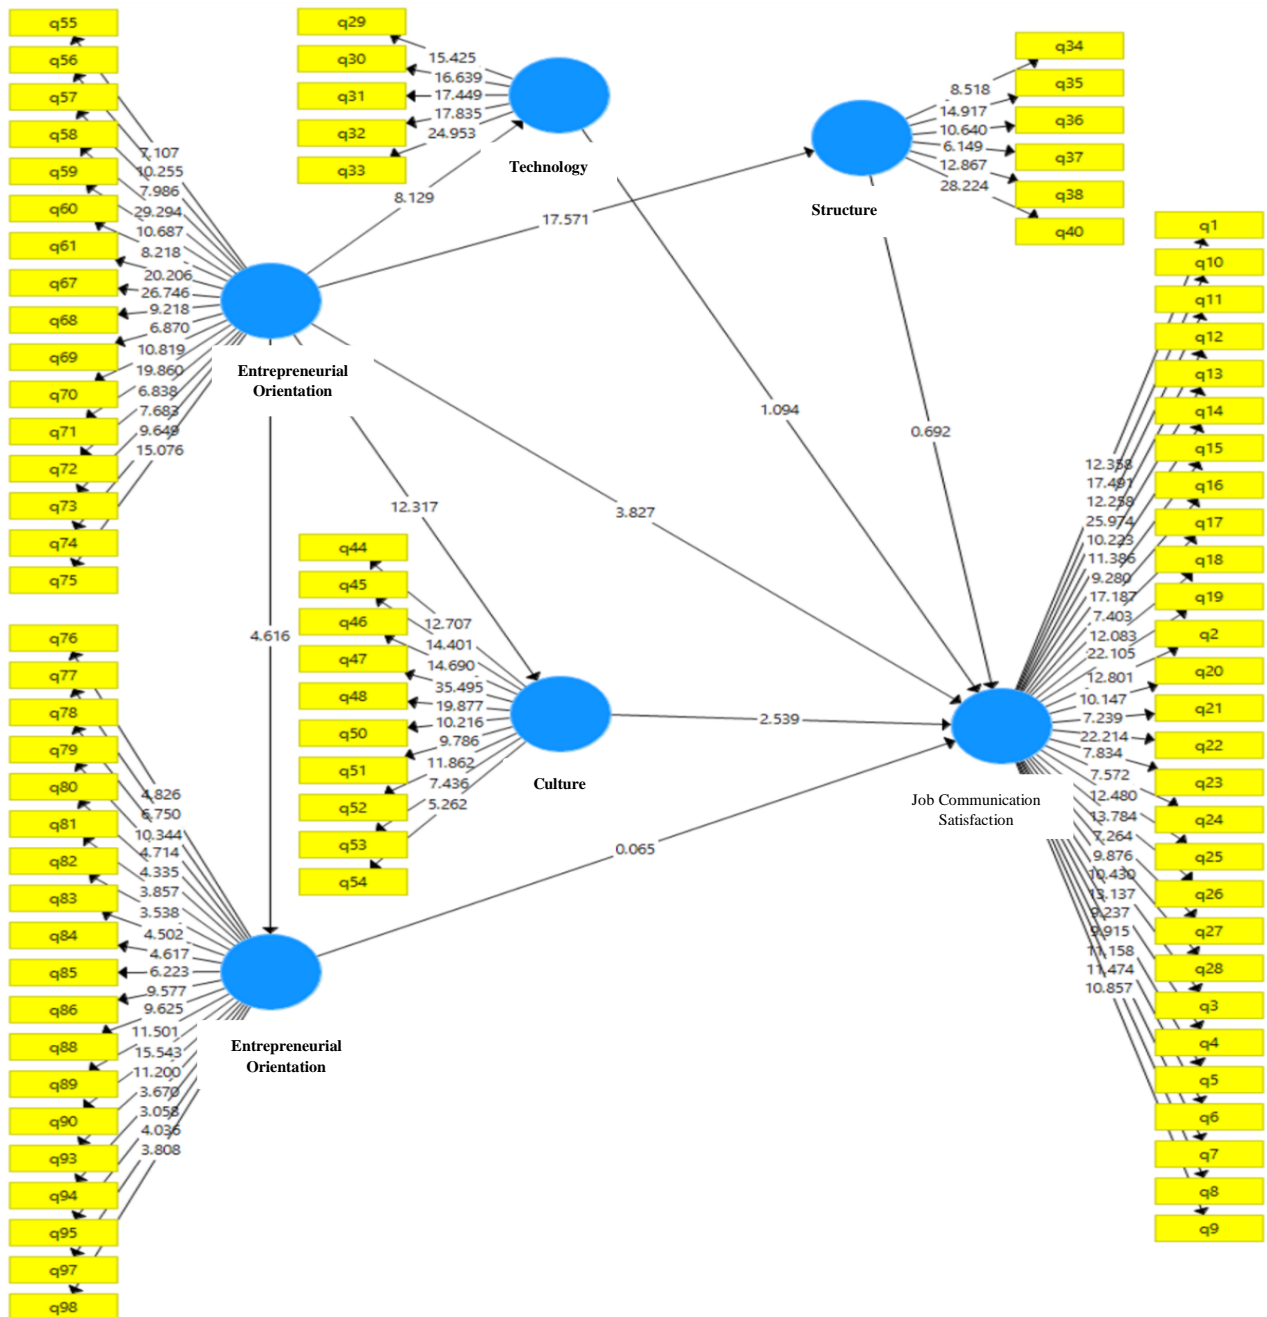 q55
q56
q57
q58
q59
q60
q61
q67
q68
q69
q70
q71
q72
q73
q74
q75
7.107
10.255
7.986
29.294
10.687
8.218
20.206
26.746
9.218
6.870
10.819
19.860
6.838
7.683
9.649
15.076
Entrepreneurial
Orientation
q29
q30
q31
q32
q33
15.425
16.639
17.449
17.835
24.953
Technology
8.129
17.571
Structure
8.518
14.917
10.640
6.149
12.867
28.224
q34
q35
q36
q37
q38
q40
1.094
0.692
3.827
12.317
4.616
q44
q45
q46
q47
q48
q50
q51
q52
q53
q54
12.707
14.401
14.690
35.495
19.877
10.216
9.786
11.862
7.436
5.262
Culture
2.539
0.065
q76
q77
q78
q79
q80
q81
q82
q83
q84
q85
q86
q88
q89
q90
q93
q94
q95
q97
q98
4.826
6.750
10.344
4.714
4.335
3.857
3.538
4.502
4.617
6.223
9.577
9.625
11.501
15.543
11.200
3.670
3.058
4.036
3.808
Entrepreneurial
Orientation
Job Communication
Satisfaction
12.358
17.491
12.258
25.974
10.223
11.386
9.280
17.187
7.403
12.083
22.105
12.801
10.147
7.239
22.214
7.834
7.572
12.480
13.784
7.264
9.876
10.430
13.137
9.237
9.915
11.158
11.474
10.857
q1
q10
q11
q12
q13
q14
q15
q16
q17
q18
q19
q2
q20
q21
q22
q23
q24
q25
q26
q27
q28
q3
q4
q5
q6
q7
q8
q9